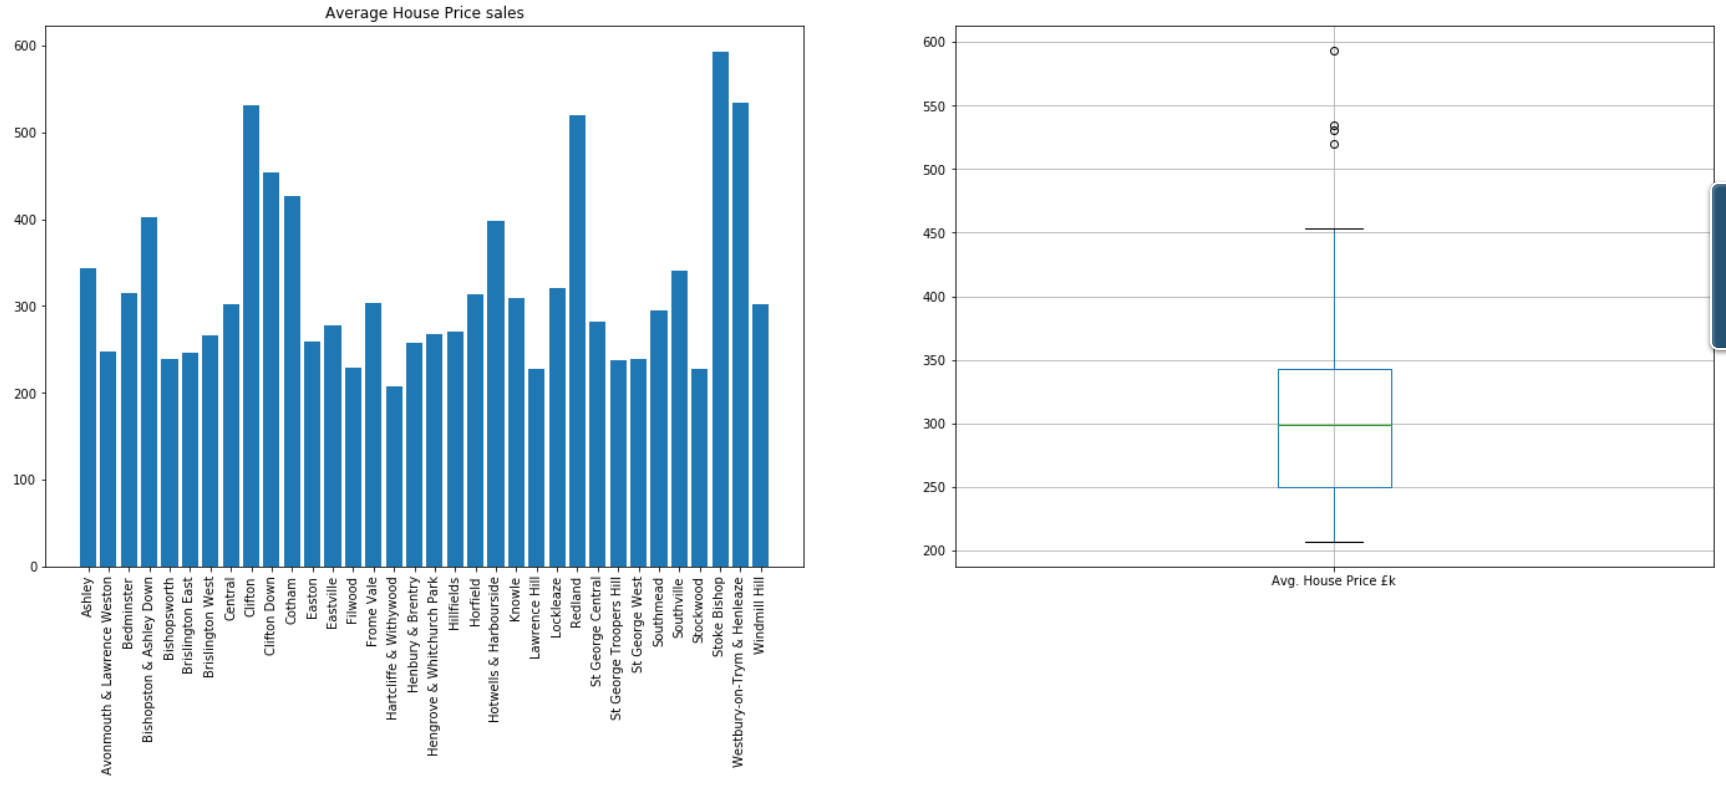 Average House Price sales
600
500
400
300
200
100
0
Ashley
Avonmouth & Lawrence Weston
Bedminster
Bishopston & Ashley Down
Bishopsworth
Brislington East
Brislington West
Central
Clifton
Clifton Down
Cotham
Easton
Eastville
Filwood
Frome Vale
Hartcliffe & Withywood
Henbury & Brentry
Hengrove & Whitchurch Park
Hillfields
Horfield
Hotwells & Harbourside
Knowle
Lawrence Hill
Lockleaze
Redland
St George Central
St George Troopers Hill
St George West
Southmead
Southville
Stockwood
Stoke Bishop
Westbury-on-Trym & Henleaze
Windmill Hill
600
550
500
450
400
350
300
250
200
Avg. House Price £k